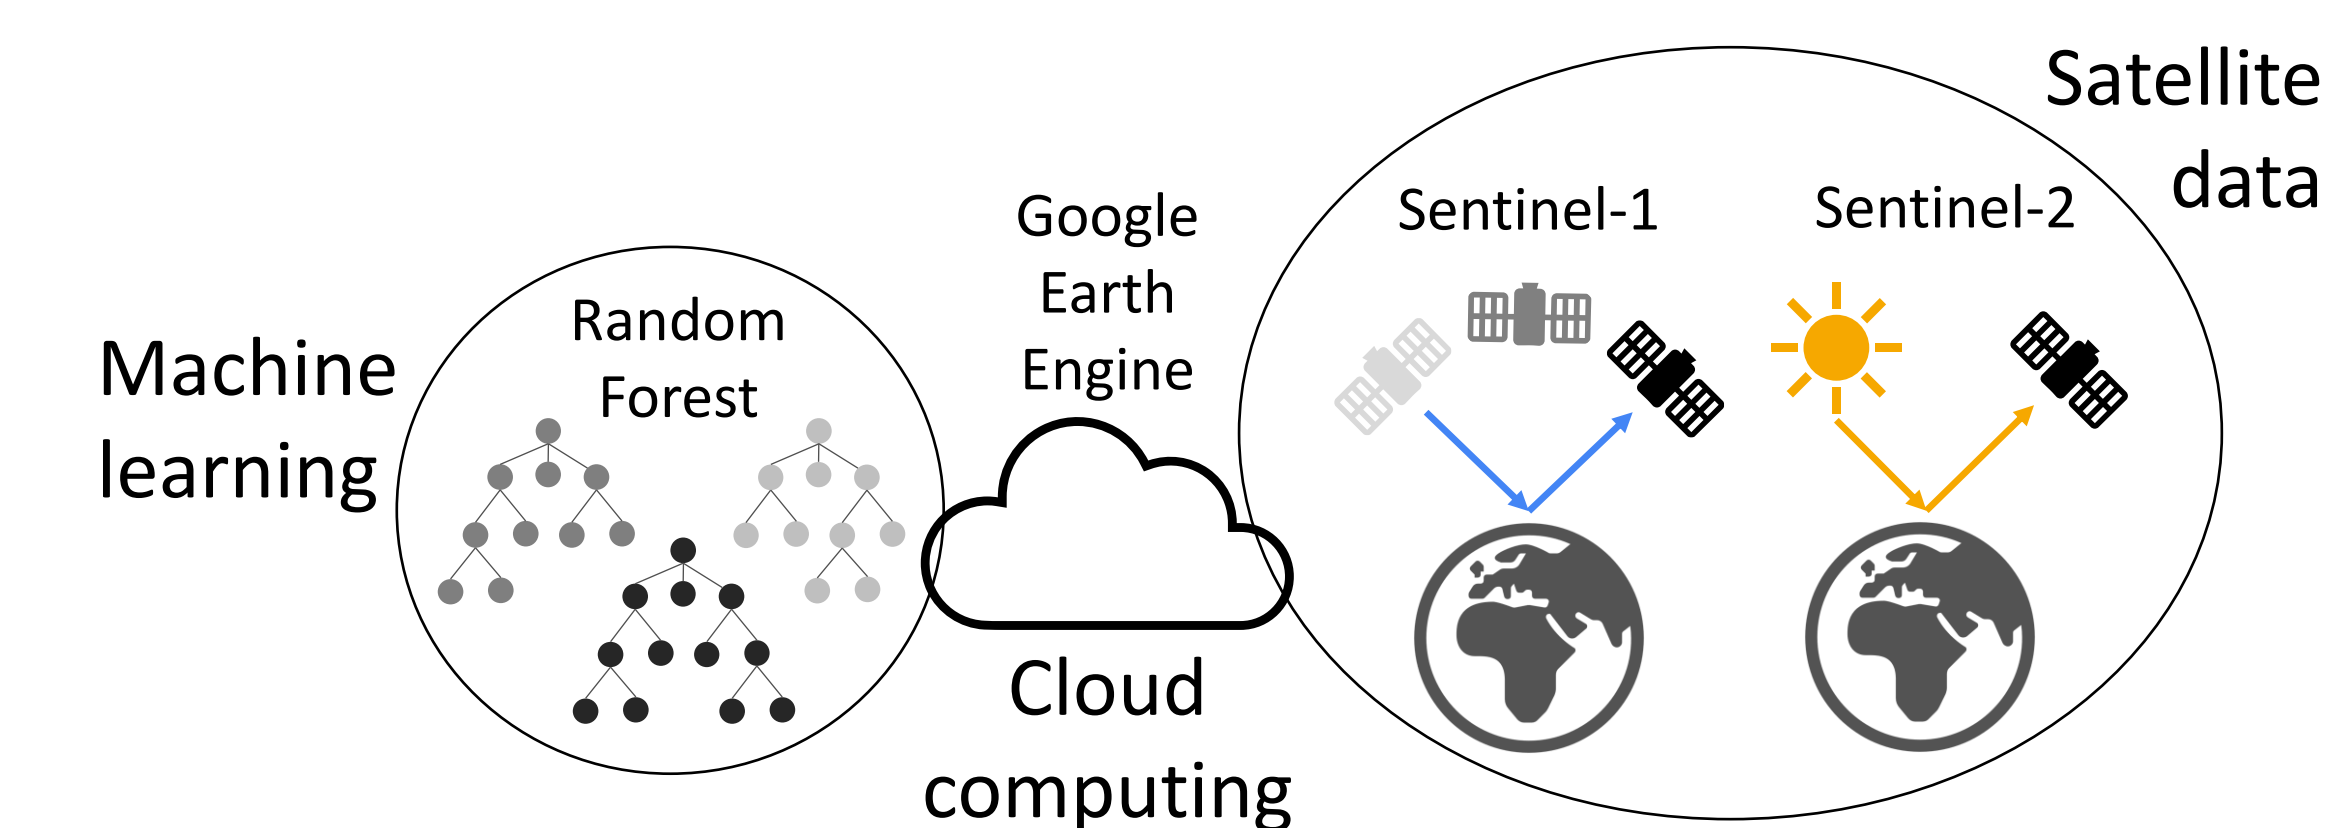 Machine
learning
Random
Forest
Google
Earth
Engine
Cloud
computing
Sentinel-1
Sentinel-2
Satellite
data